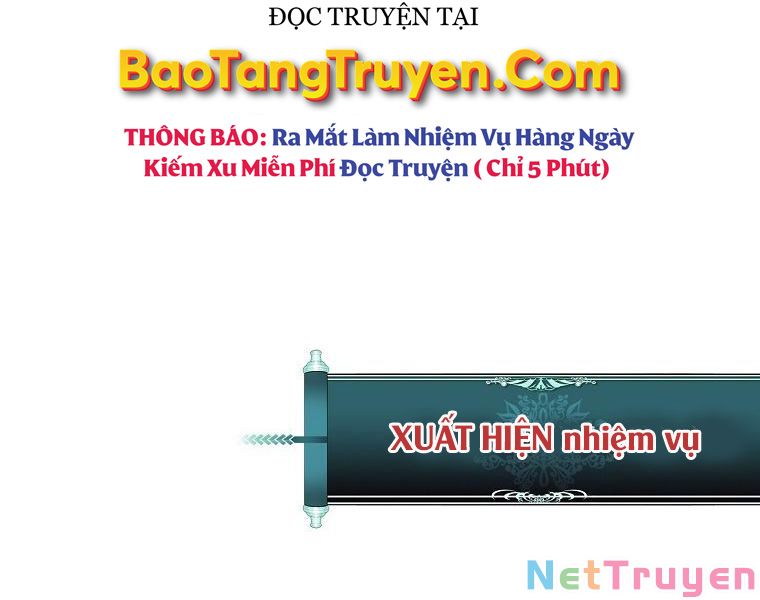 ĐỌC TRUYỆN TẠI
BaoTangTruyen.Com
THÔNG BÁO: Ra Mắt Làm Nhiệm Vụ Hàng Ngày
Kiếm Xu Miễn Phí Đọc Truyện ( Chỉ 5 Phút)
XUẤT HIỆN nhiệm vụ
NetTruyen